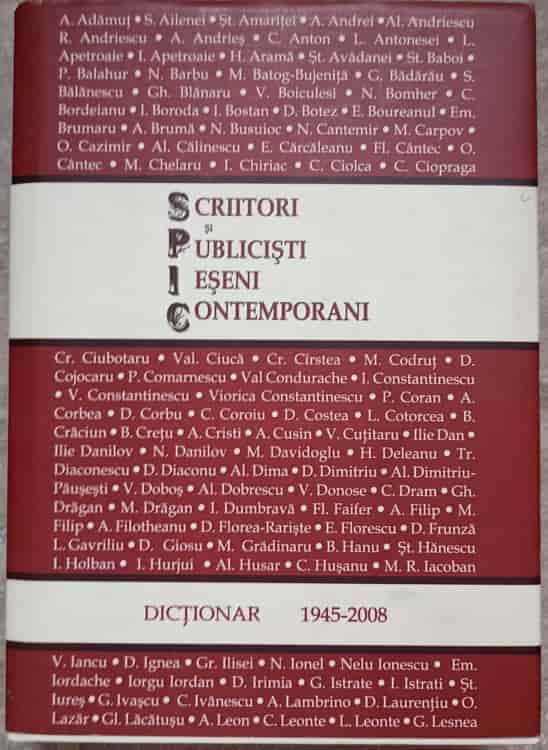 A. Adămuț • S. Ailenei • Șt. Amariței • A. Andrei • Al. Andriescu
R. Andriescu • A. Andrieș • C. Anton • L. Antonesei • L.
Apetroaie • I. Apetroaie • H. Aramă • Șt. Avădanei • St. Baboi •
P. Balahur • N. Barbu • M. Batog-Bujeniță • G. Bădărău • S.
Bălănescu • Gh. Blănaru • V. Boiculesi • N. Bomher • C.
Bordeianu • I. Boroda • I. Bostan • D. Botez • E. Boureanul • Em.
Brumaru • A. Brumă • N. Busuioc • N. Cantemir • M. Carpov •
O. Cazimir • Al. Călinescu • E. Cârcăleanu • Fl. Cântec • O.
Cântec • M. Chelaru • I. Chiriac • C. Ciolca • C. Ciopraga
SCRIITORI
și
PUBLICIȘTI
IEȘENI
CONTEMPORANI
Cr. Ciubotaru • Val. Ciucă • Cr. Cîrstea • M. Codruț • D.
Cojocaru • P. Comarnescu • Val Condurache • I. Constantinescu
• V. Constantinescu • Viorica Constantinescu • P. Coran • A.
Corbea • D. Corbu • C. Coroiu • D. Costea • L. Cotorcea • B.
Crăciun • B. Crețu • A. Cristi • A. Cusin • V. Cuțitaru • Ilie Dan •
Ilie Danilov • N. Danilov • M. Davidoglu • H. Deleanu • Tr.
Diaconescu • D. Diaconu • Al. Dima • D. Dimitriu • Al. Dimitriu-
Păușești • V. Doboș • Al. Dobrescu • V. Donose • C. Dram • Gh.
Drăgan • M. Drăgan • I. Dumbravă • Fl. Faifer • A. Filip • M.
Filip • A. Filotheanu • D. Florea-Rariște • E. Florescu • D. Frunză
L. Gavriliu • D. Giosu • M. Grădinaru • B. Hanu • Șt. Hănescu
I. Holban • I. Hurjui • Al. Husar • C. Hușanu • M. R. Iacoban
DICȚIONAR 1945-2008
V. Iancu • D. Ignea • Gr. Ilisei • N. Ionel • Nelu Ionescu • Em.
Iordache • Iorgu Iordan • D. Irimia • G. Istrate • I. Istrati • Șt.
Iureș • G. Ivașcu • C. Ivănescu • A. Lambrino • D. Laurențiu • O.
Lazăr • Gl. Lăcătușu • A. Leon • C. Leonte • L. Leonte • G. Lesnea